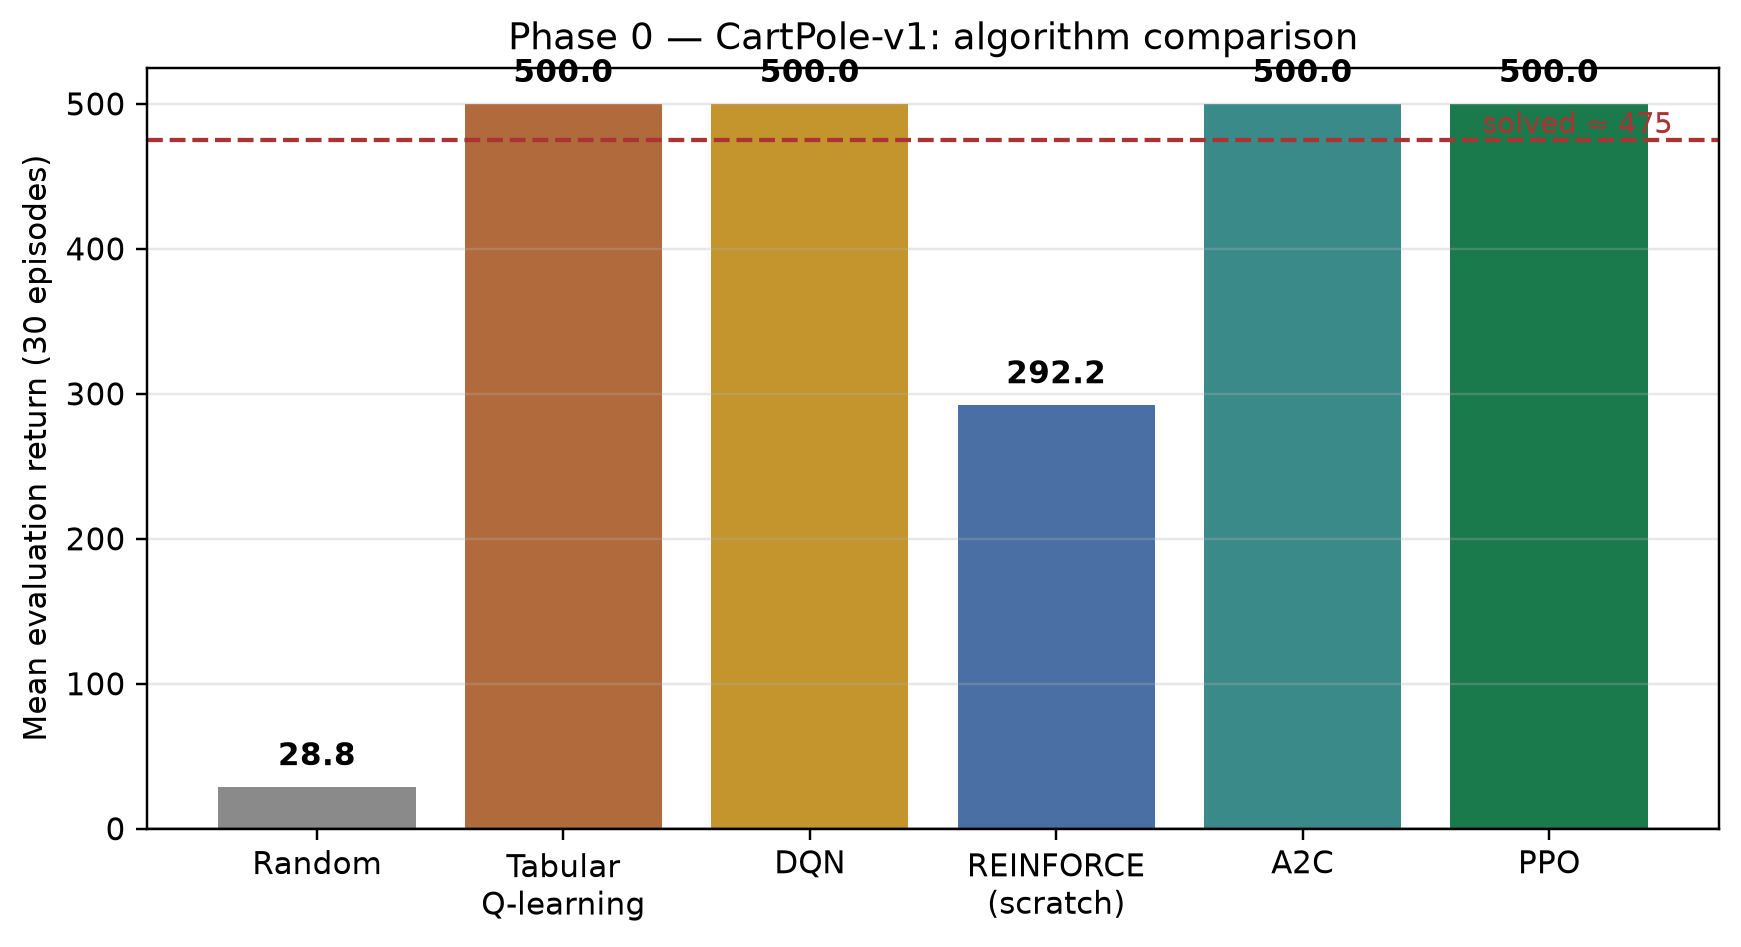 Phase 0 — CartPole-v1: algorithm comparison
500.0 500.0 500.0 500.0
500
solved ≈ 475
400
292.2
300
200
100
28.8
0
Mean evaluation return (30 episodes)
Random
Tabular
Q-learning
DQN
REINFORCE
(scratch)
A2C
PPO